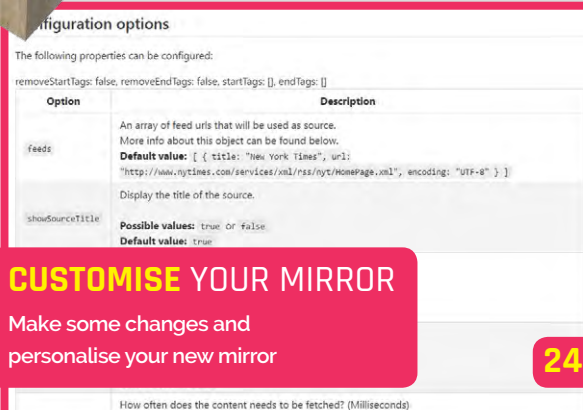 figuration options
The following properties can be configured:
removeStartTags: false, removeEndTags: false, startTags: [], endTags: []
Option Description
feeds
An array of feed urls that will be used as source.
More info about this object can be found below.
Default value: [ { title: "New York Times", url:
"http://www.nytimes.com/services/xml/rss/nyt/HomePage.xml", encoding: "UTF-8" } ]
showSourceTitle
Display the title of the source.
Possible values: true or false
Default value: true
CUSTOMISE YOUR MIRROR
Make some changes and
personalise your new mirror
24
How often does the content needs to be fetched? (Milliseconds)